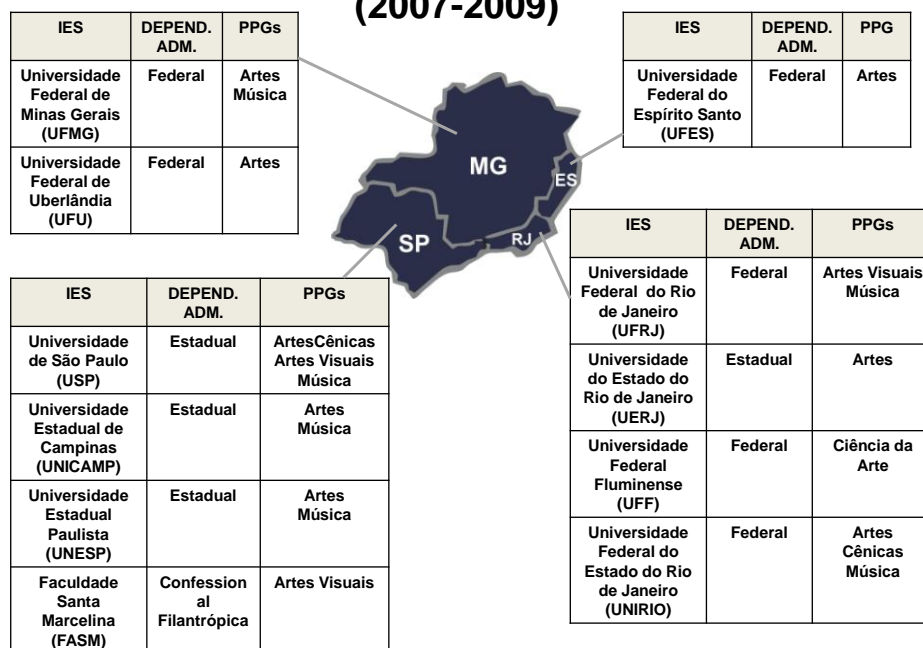 (2007-2009)
IES DEPEND. ADM. PPGs
Universidade Federal de Minas Gerais (UFMG) Federal Artes Música
Universidade Federal de Uberlândia (UFU) Federal Artes
IES DEPEND. ADM. PPG
Universidade Federal do Espírito Santo (UFES) Federal Artes
MG
ES
SP
RJ
IES DEPEND. ADM. PPGs
Universidade de São Paulo (USP) Estadual ArtesCênicas Artes Visuais Música
Universidade Estadual de Campinas (UNICAMP) Estadual Artes Música
Universidade Estadual Paulista (UNESP) Estadual Artes Música
Faculdade Santa Marcelina (FASM) Confession al Filantrópica Artes Visuais
IES DEPEND. ADM. PPGs
Universidade Federal do Rio de Janeiro (UFRJ) Federal Artes Visuais Música
Universidade do Estado do Rio de Janeiro (UERJ) Estadual Artes
Universidade Federal Fluminense (UFF) Federal Ciência da Arte
Universidade Federal do Estado do Rio de Janeiro (UNIRIO) Federal Artes Cênicas Música